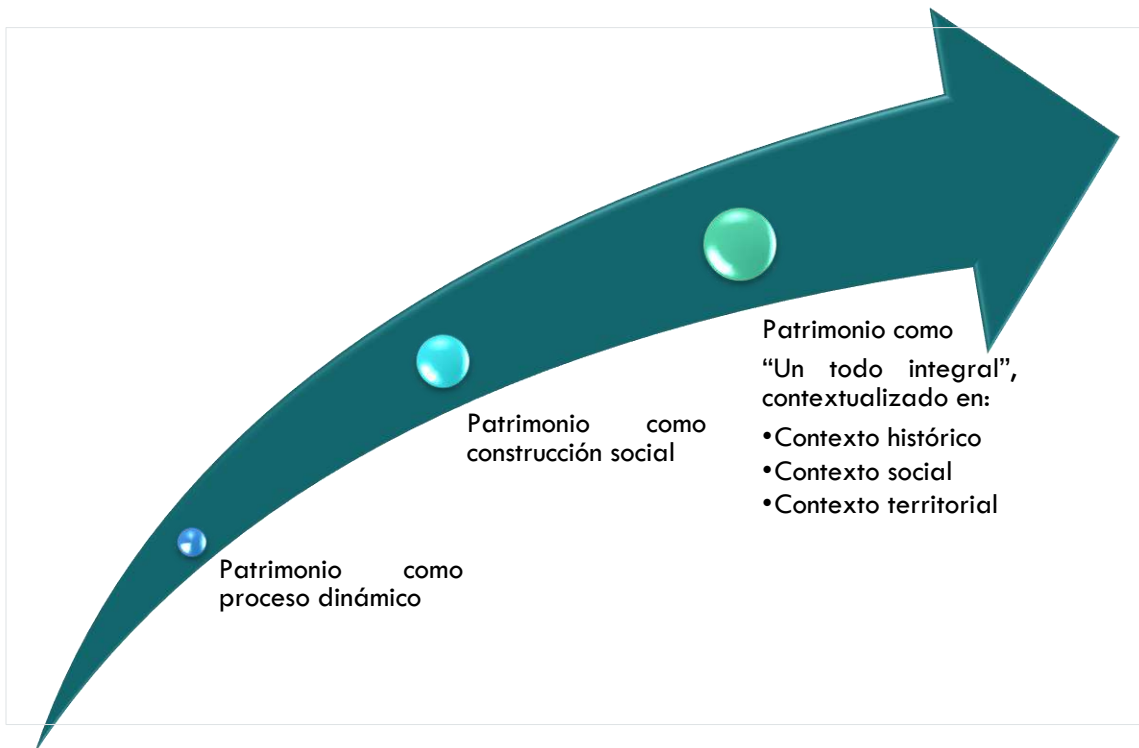 Patrimonio como
proceso dinámico
Patrimonio como
construcción social
Patrimonio como
“Un todo integral”,
contextualizado en:
•Contexto histórico
•Contexto social
•Contexto territorial